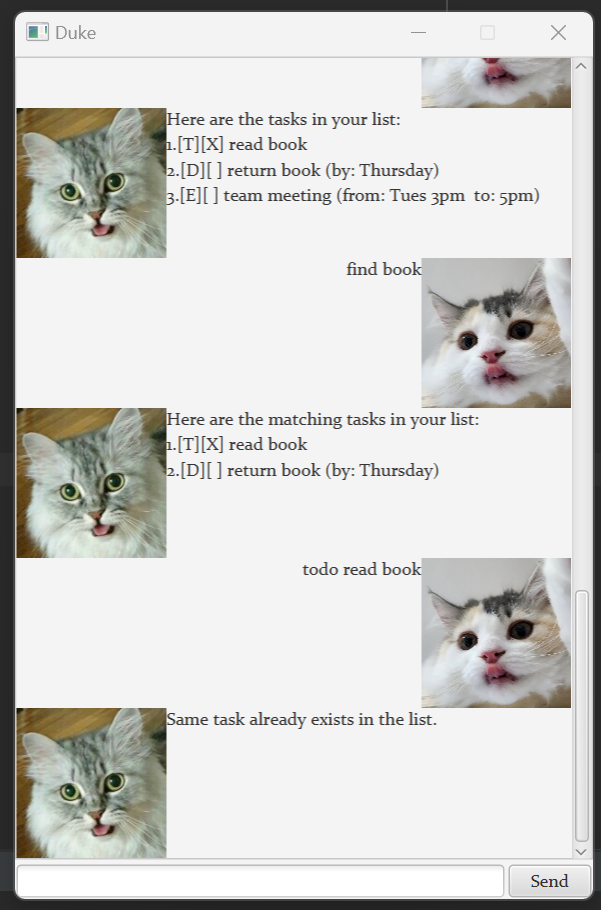 Duke
Here are the tasks in your list:
1.[T][X] read book
2.[D][ ] return book (by: Thursday)
3.[E][ ] team meeting (from: Tues 3pm  to: 5pm)
find book
Here are the matching tasks in your list:
1.[T][X] read book
2.[D][ ] return book (by: Thursday)
todo read book
Same task already exists in the list.
Send